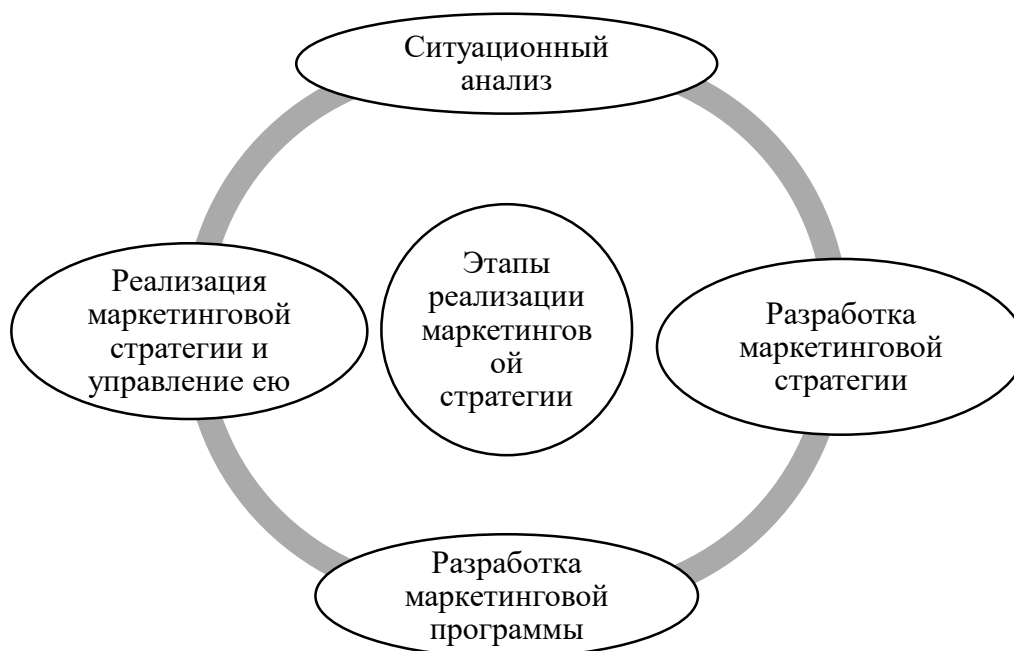 Ситуационный
анализ
Этапы
реализации
маркетингов
ой
стратегии
Реализация
маркетинговой
стратегии и
управление ею
Разработка
маркетинговой
стратегии
Разработка
маркетинговой
программы